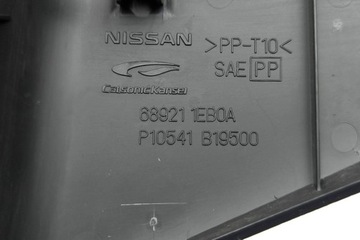 NISSAN >PP-T10<
SAE PP
CalsonicKansei
68921 1EB0A
P10541 B19500